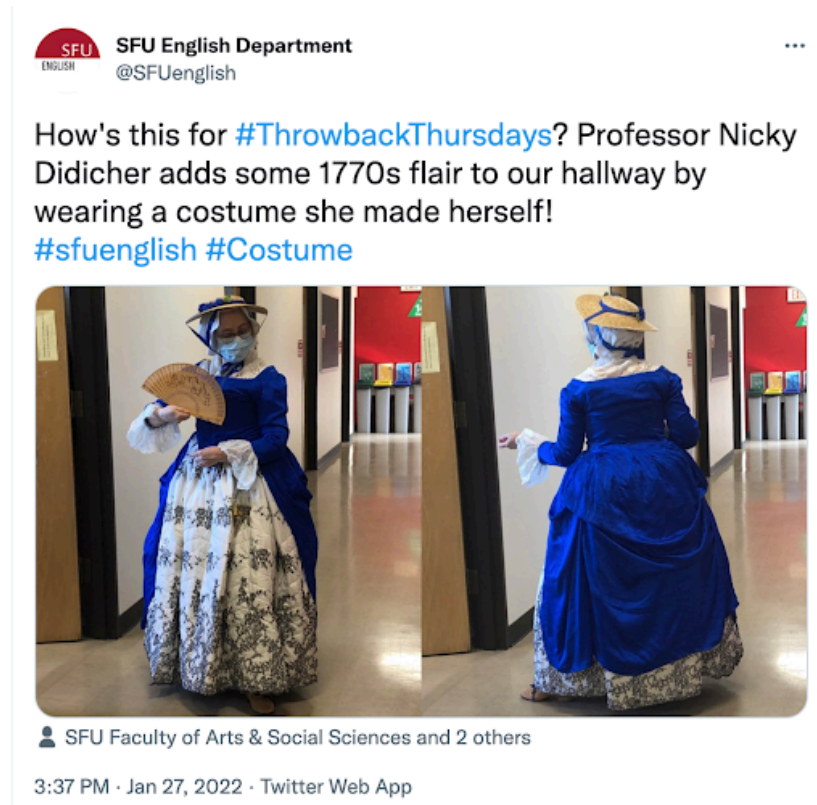 SFU
ENGLISH
SFU English Department
@SFUenglish
How's this for #ThrowbackThursdays? Professor Nicky
Didicher adds some 1770s flair to our hallway by
wearing a costume she made herself!
#sfuenglish #Costume
SFU Faculty of Arts & Social Sciences and 2 others
3:37 PM · Jan 27, 2022 · Twitter Web App